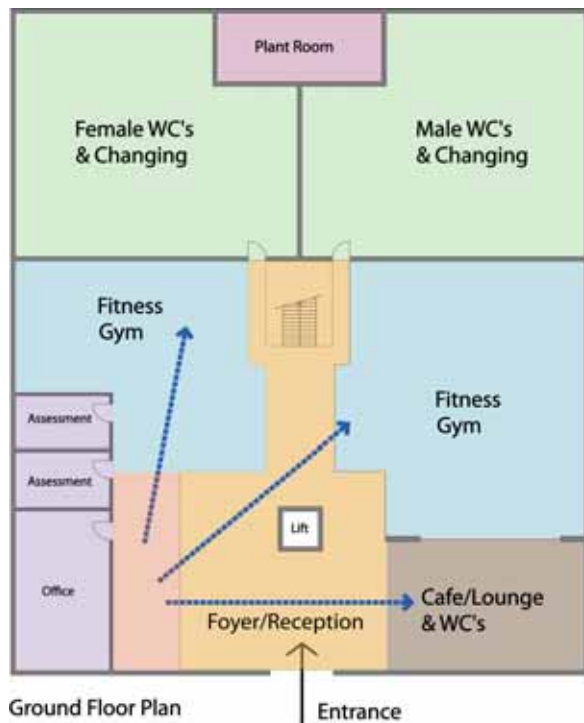 Plant Room
Female WC's
& Changing
Male WC's
& Changing
Fitness
Gym
Fitness
Gym
Assessment
Assessment
Lift
Office
Cafe/Lounge
& WC's
Foyer/Reception
Ground Floor Plan
Entrance